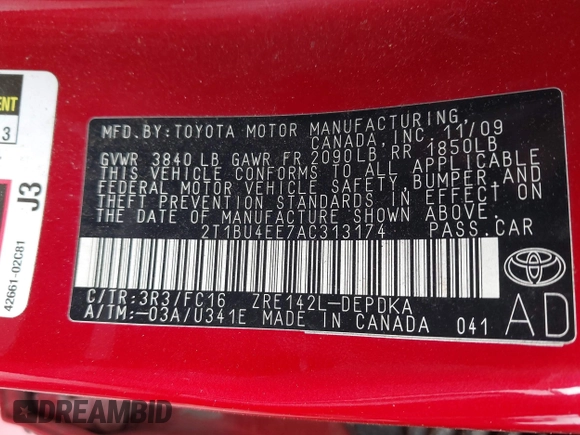 MFD.BY: TOYOTA MOTOR MANUFACTURING,
CANADA, INC. 11/09
GVWR 3840 LB GAWR FR 2090LB, RR 1850LB
THIS VEHICLE CONFORMS TO ALL APPLICABLE
FEDERAL MOTOR VEHICLE SAFETY, BUMPER AND
THEFT PREVENTION STANDARDS IN EFFECT ON
THE DATE OF MANUFACTURE SHOWN ABOVE.
2T1BU4EE7AC313174 PASS.CAR
C/TR:3R3/FC16 ZRE142L-DEPDKA
A/TM:-03A/U341E MADE IN CANADA 041
TOYOTA
AD
3
J3
42661-02C81
DREAMBID